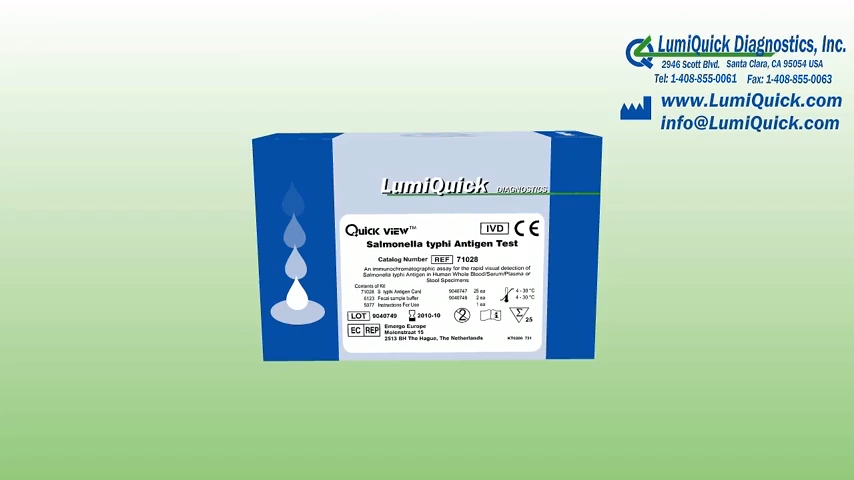 LumiQuick Diagnostics, Inc.
2946 Scott Blvd. Santa Clara, CA 95054 USA
Tel: 1-408-855-0061 Fax: 1-408-855-0063
www.LumiQuick.com
info@LumiQuick.com
LumiQuick DIAGNOSTICS
Quick View™ IVD CE
Salmonella typhi Antigen Test
Catalog Number REF 71028
An immunochromatographic assay for the rapid visual detection of
Salmonella typhi Antigen in Human Whole Blood/Serum/Plasma or
Stool Specimens
Contents of Kit
71028 S. typhi Antigen Card 9040747 25 ea 4 - 30 °C
6123 Fecal sample buffer 9040748 2 ea 4 - 30 °C
5077 Instructions For Use 1 ea
LOT 9040749 2010-10 2 i Σ 25
EC REP Emergo Europe
Molenstraat 15
2513 BH The Hague, The Netherlands